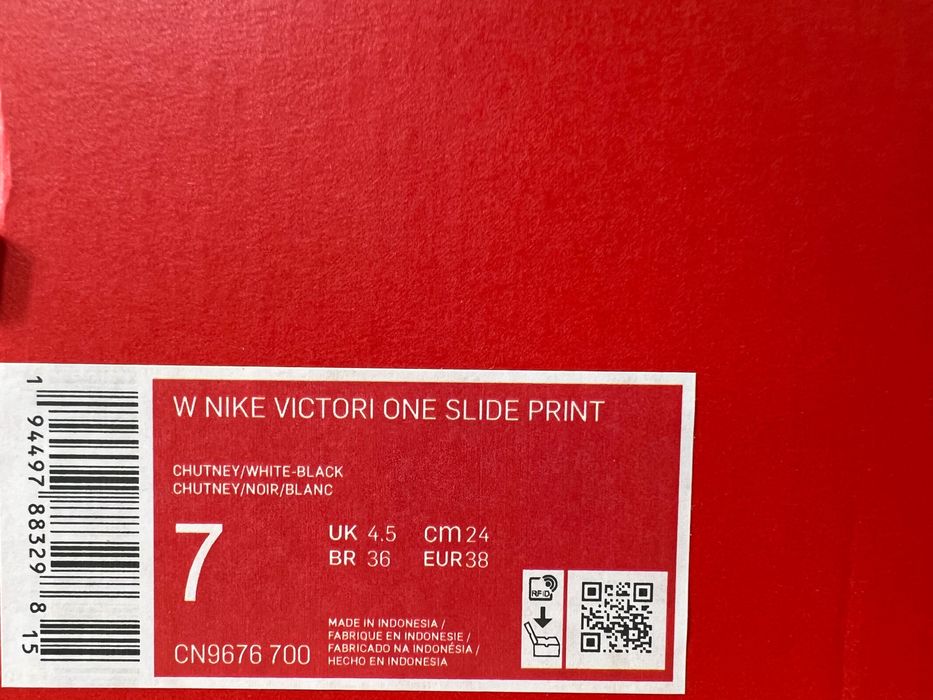 W NIKE VICTORI ONE SLIDE PRINT
CHUTNEY/WHITE-BLACK
CHUTNEY/NOIR/BLANC
7
UK 4.5 cm 24
BR 36 EUR 38
CN9676 700
MADE IN INDONESIA /
FABRIQUE EN INDONESIE /
FABRICADO NA INDONÉSIA /
HECHO EN INDONESIA
RFID
1 94497 88329 8 15